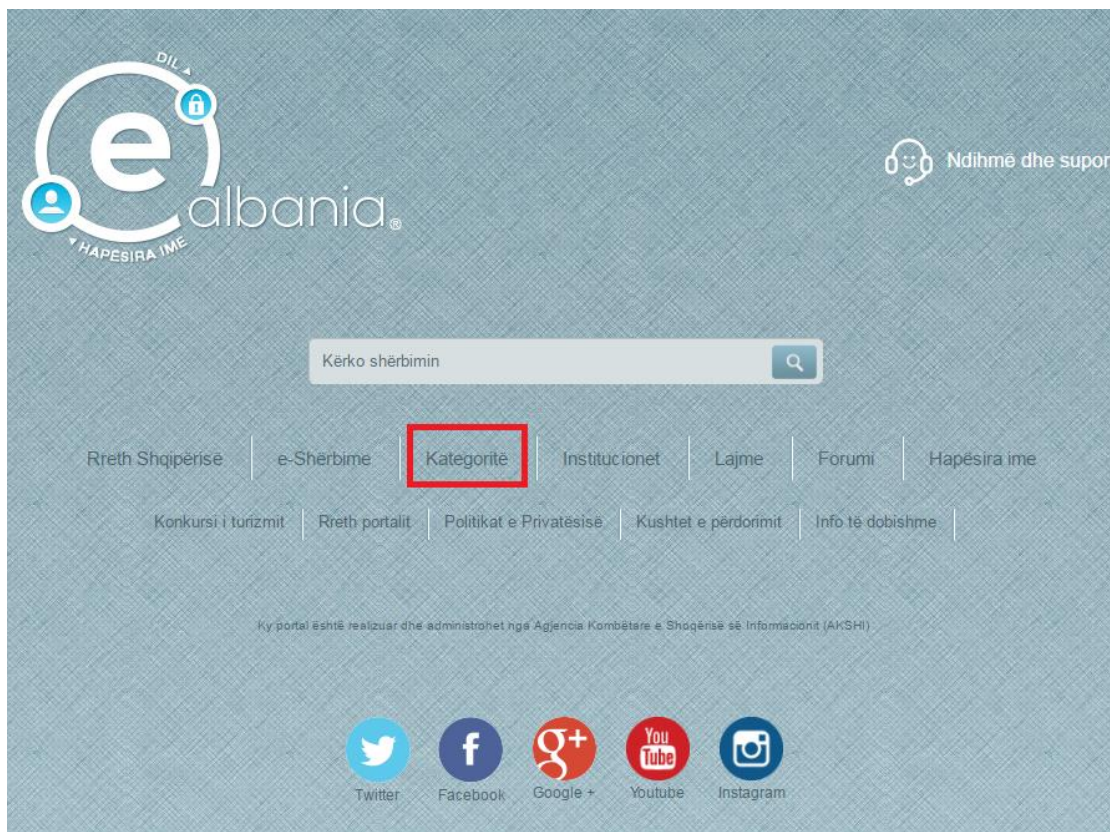 DIL
e
albania®
HAPËSIRA IME
Ndihmë dhe supor
Kërko shërbimin
Rreth Shqipërisë e-Shërbime Kategoritë Institucionet Lajme Forumi Hapësira ime
Konkursi i turizmit Rreth portalit Politikat e Privatësisë Kushtet e përdorimit Info të dobishme
Ky portal është realizuar dhe administrohet nga Agjencia Kombëtare e Shoqërisë së Informacionit (AKSHI)
f g+ You Tube
Twitter Facebook Google + Youtube Instagram